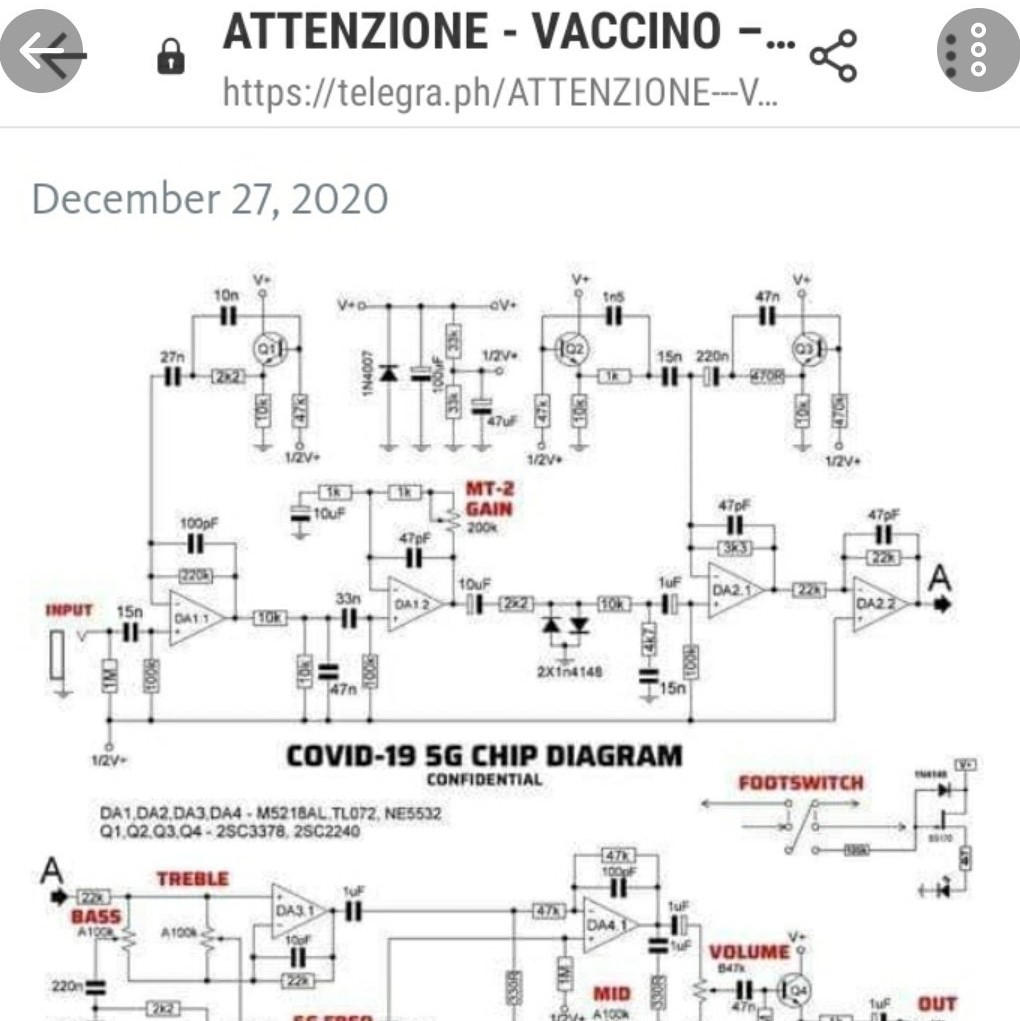 ATTENZIONE - VACCINO –...
https://telegra.ph/ATTENZIONE---V...
December 27, 2020
V+
10n
Q1
27n
2k2
10k
47k
1/2V+
V+
V+
1N4007
100uF
33k
1/2V+
33k
47uF
V+
1n5
Q2
1k
47k
10k
1/2V+
15n
220n
V+
47n
Q3
470R
10k
470k
1/2V+
1k
1k
10uF
MT-2
GAIN
200k
100pF
220k
47pF
47pF
3k3
47pF
22k
INPUT
15n
DA1.1
10k
33n
DA1.2
10uF
2k2
10k
1uF
DA2.1
22k
DA2.2
A
1M
100k
10k
47n
100k
2X1n4148
4k7
15n
100k
1/2V+
COVID-19 5G CHIP DIAGRAM
CONFIDENTIAL
DA1,DA2,DA3,DA4 - M5218AL,TL072, NE5532
Q1,Q2,Q3,Q4 - 2SC3378, 2SC2240
FOOTSWITCH
1N4148
V+
BS170
100k
4k7
A
22k
TREBLE
BASS
A100k
A100k
DA3.1
1uF
10pF
22k
220n
2k2
5G FREQ
47k
100pF
47k
DA4.1
1uF
1uF
330R
1M
1/2V+
MID
A100k
330R
VOLUME
B47k
V+
47n
Q4
1uF
1k
OUT